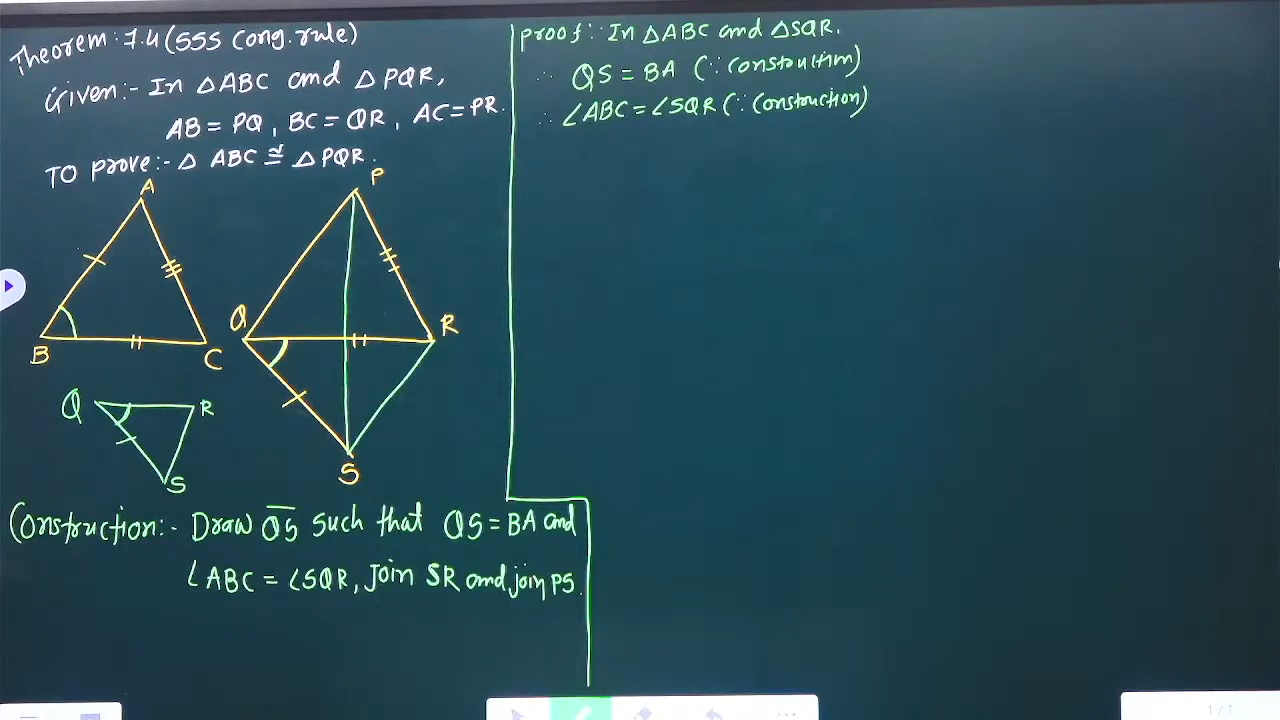 Theorem: 7.4 (SSS Cong. rule)
Given:- In △ABC and △PQR,
AB = PQ, BC = QR, AC = PR.
To prove:- △ ABC ≅ △PQR.
A
P
B
C
Q
R
S
Q
R
S
Construction:- Draw Q̅S̅ such that QS = BA and
∠ABC = ∠SQR, Join SR and join PS.
proof: In △ABC and △SQR.
∴ QS = BA (∵ Construction)
∴ ∠ABC = ∠SQR (∵ Construction)
1/1